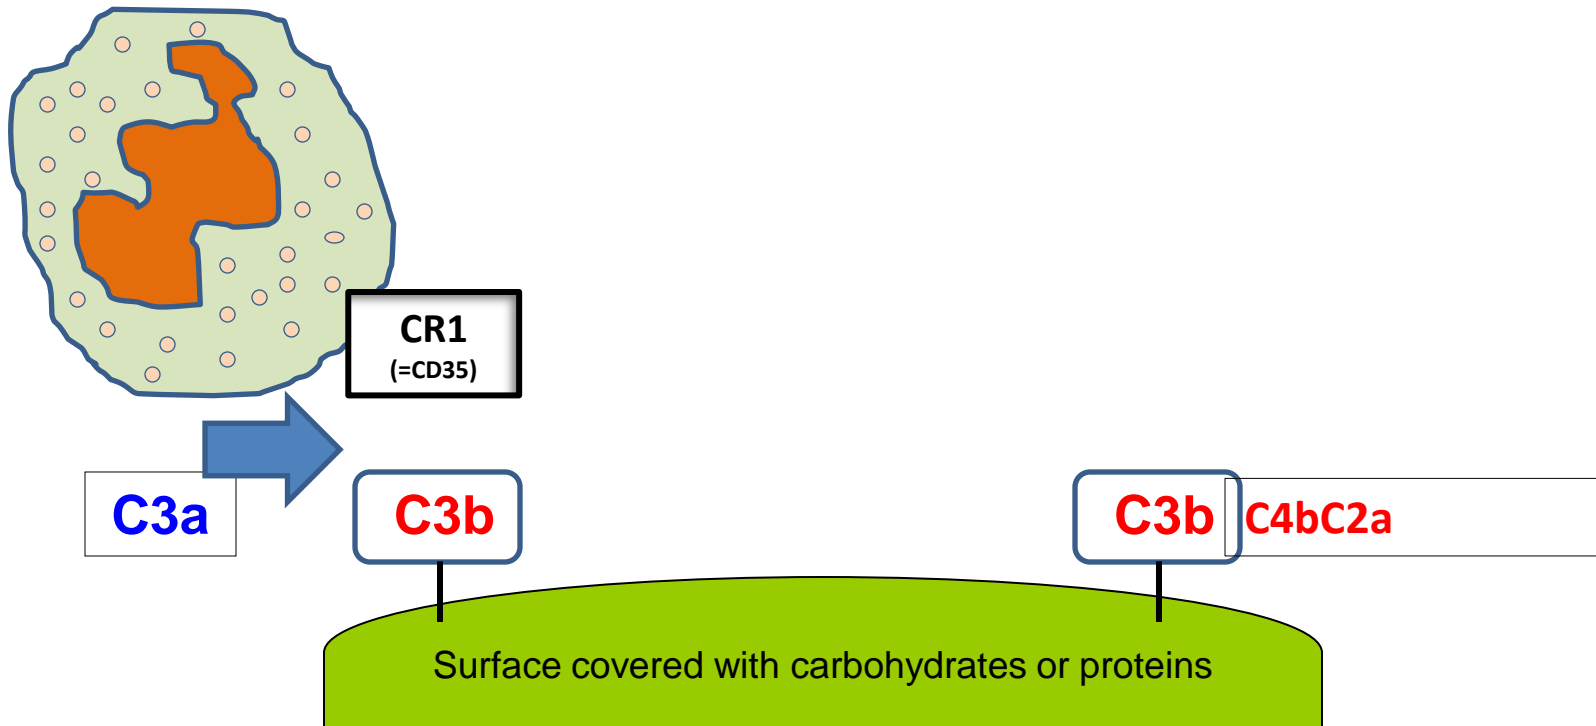 CR1
(=CD35)
C3a
C3b
C3b
C4bC2a
Surface covered with carbohydrates or proteins